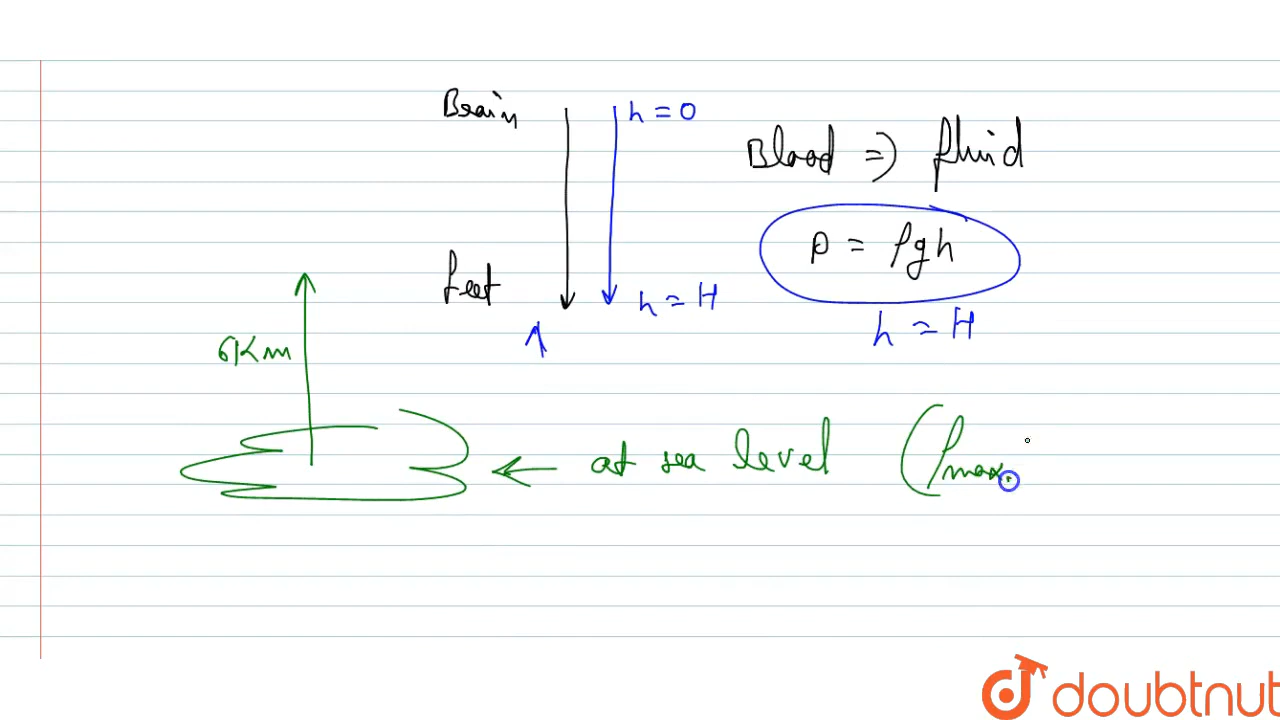 Brain h = 0
Blood ⇒ fluid
P = ρgh
feet h = H
h = H
6Km
← at sea level (ρmax.
doubtnut